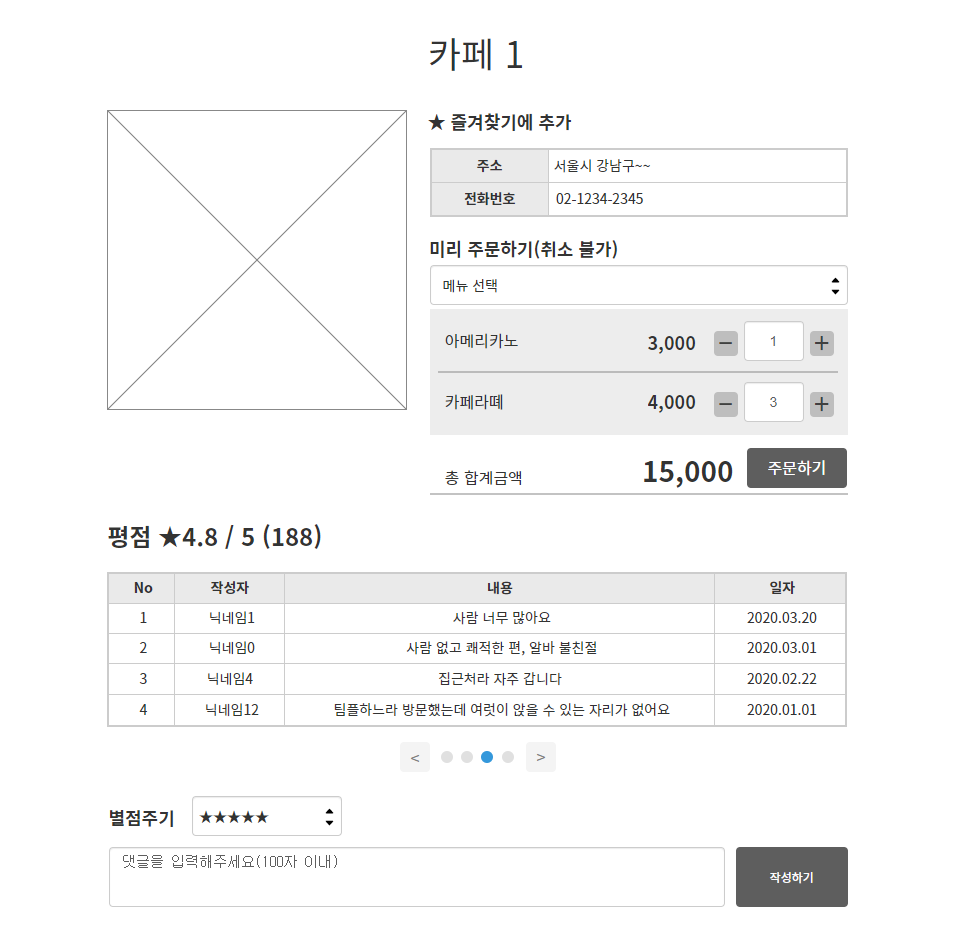 카페 1
★ 즐겨찾기에 추가
주소 서울시 강남구~~
전화번호 02-1234-2345
미리 주문하기(취소 불가)
메뉴 선택
아메리카노 3,000 − 1 +
카페라떼 4,000 − 3 +
총 합계금액 15,000 주문하기
평점 ★4.8 / 5 (188)
No 작성자 내용 일자
1 닉네임1 사람 너무 많아요 2020.03.20
2 닉네임0 사람 없고 쾌적한 편, 알바 불친절 2020.03.01
3 닉네임4 집근처라 자주 갑니다 2020.02.22
4 닉네임12 팀플하느라 방문했는데 여럿이 앉을 수 있는 자리가 없어요 2020.01.01
< >
별점주기 ★★★★★
댓글을 입력해주세요(100자 이내)
작성하기